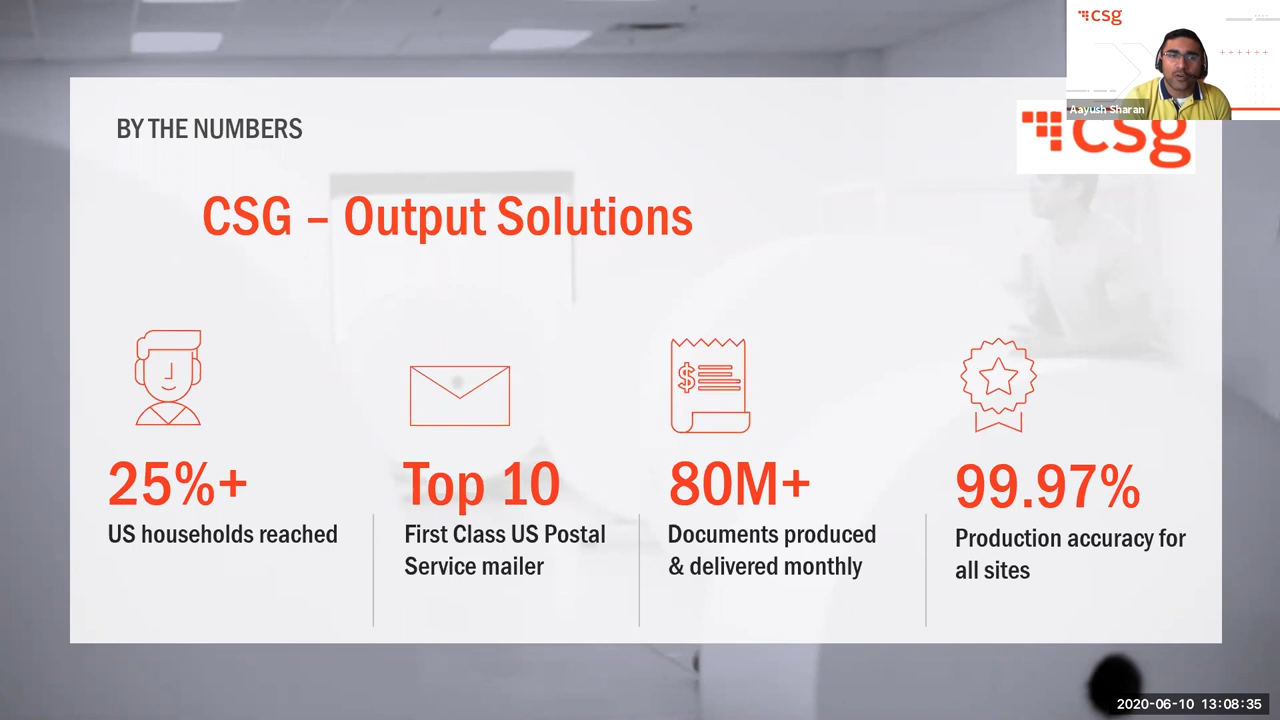 csg
Aayush Sharan
BY THE NUMBERS
csg
CSG – Output Solutions
$
25%+
US households reached
Top 10
First Class US Postal
Service mailer
80M+
Documents produced
& delivered monthly
99.97%
Production accuracy for
all sites
2020-06-10 13:08:35